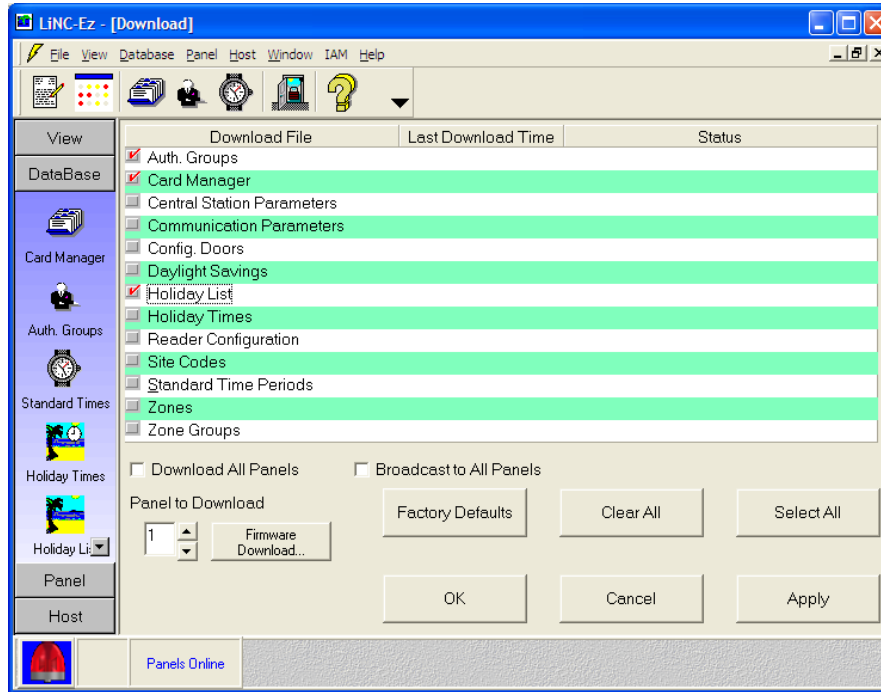 LiNC-Ez - [Download]
File View Database Panel Host Window IAM Help
View
DataBase
Card Manager
Auth. Groups
Standard Times
Holiday Times
Holiday Li
Panel
Host
Download File Last Download Time Status
Auth. Groups
Card Manager
Central Station Parameters
Communication Parameters
Config. Doors
Daylight Savings
Holiday List
Holiday Times
Reader Configuration
Site Codes
Standard Time Periods
Zones
Zone Groups
Download All Panels Broadcast to All Panels
Panel to Download
1
Firmware
Download...
Factory Defaults Clear All Select All
OK Cancel Apply
Panels Online